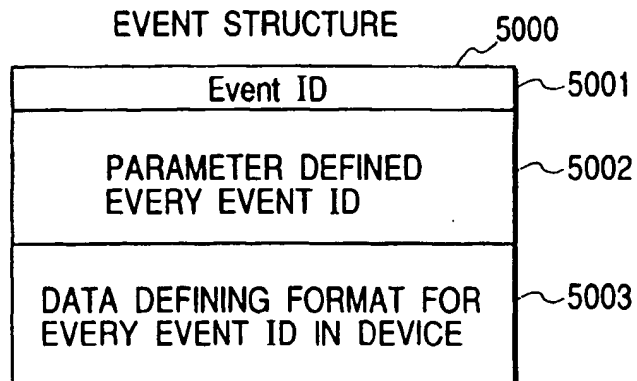 EVENT STRUCTURE
5000
Event ID
5001
PARAMETER DEFINED
EVERY EVENT ID
5002
DATA DEFINING FORMAT FOR
EVERY EVENT ID IN DEVICE
5003